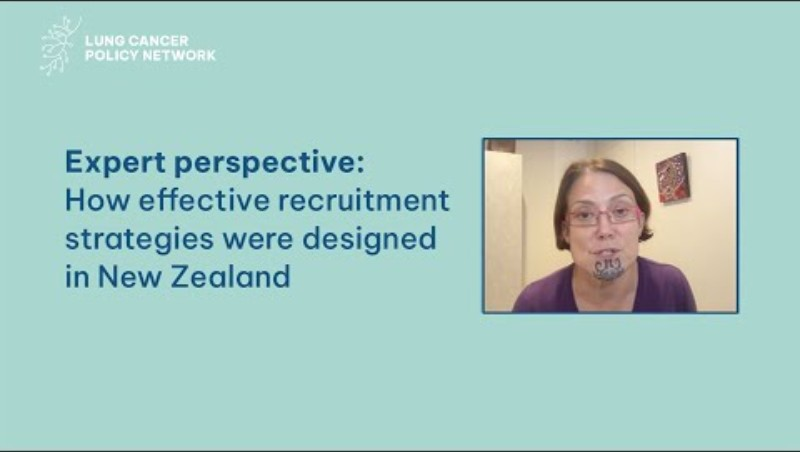 LUNG CANCER
POLICY NETWORK
Expert perspective:
How effective recruitment
strategies were designed
in New Zealand